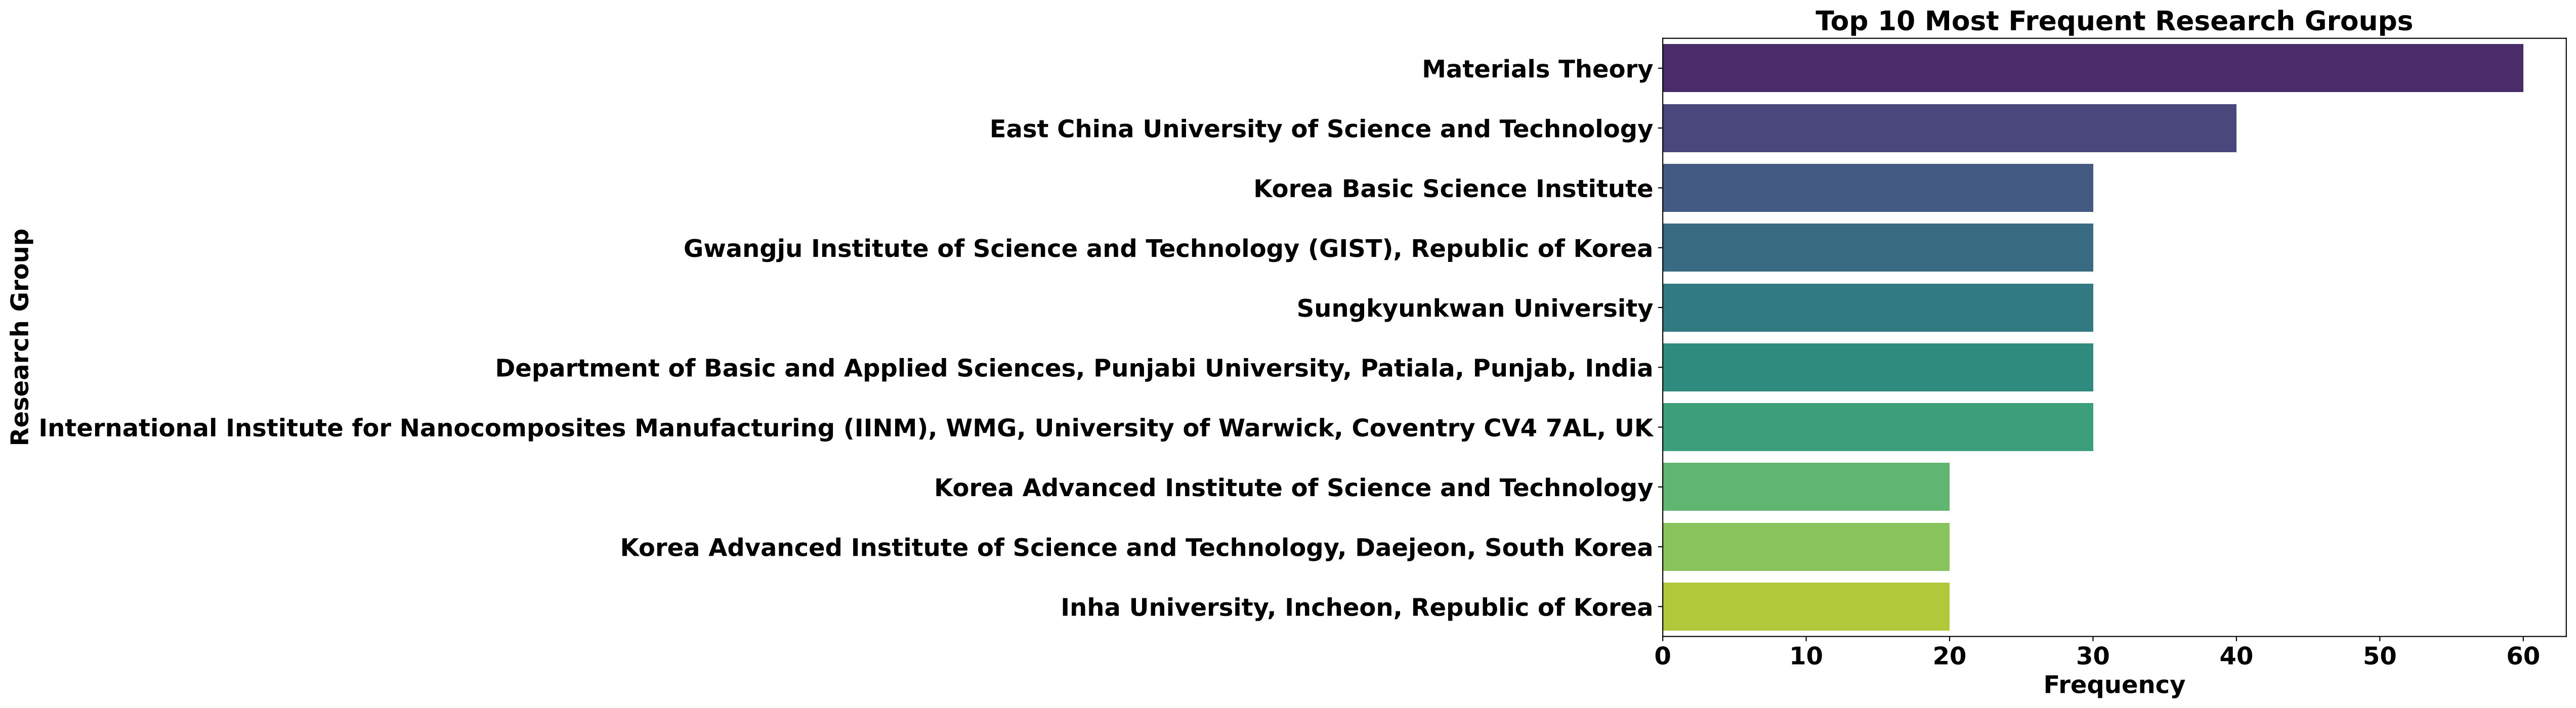 Top 10 Most Frequent Research Groups
Research Group
Materials Theory
East China University of Science and Technology
Korea Basic Science Institute
Gwangju Institute of Science and Technology (GIST), Republic of Korea
Sungkyunkwan University
Department of Basic and Applied Sciences, Punjabi University, Patiala, Punjab, India
International Institute for Nanocomposites Manufacturing (IINM), WMG, University of Warwick, Coventry CV4 7AL, UK
Korea Advanced Institute of Science and Technology
Korea Advanced Institute of Science and Technology, Daejeon, South Korea
Inha University, Incheon, Republic of Korea
0 10 20 30 40 50 60
Frequency